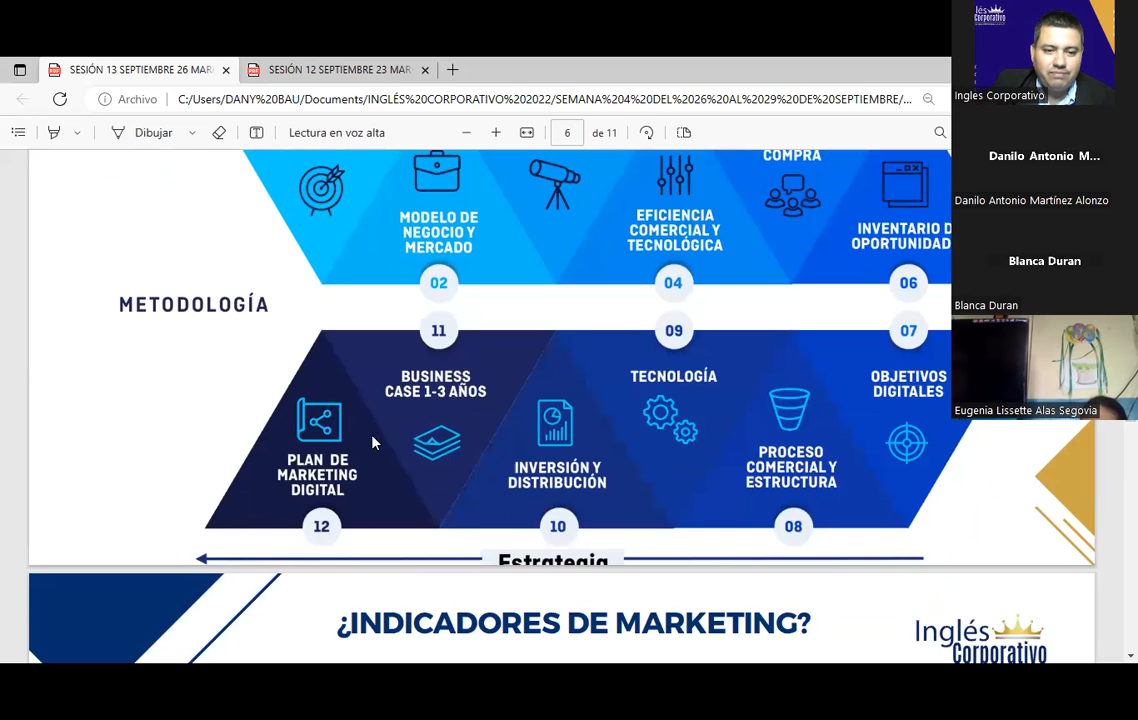 SESIÓN 13 SEPTIEMBRE 26 MAR
SESIÓN 12 SEPTIEMBRE 23 MAR
Archivo
C:/Users/DANY%20BAU/Documents/INGLÉS%20CORPORATIVO%202022/SEMANA%204%20DEL%2026%20AL%2029%20DE%20SEPTIEMBRE/...
Dibujar
Lectura en voz alta
6
de 11
COMPRA
MODELO DE
NEGOCIO Y
MERCADO
EFICIENCIA
COMERCIAL Y
TECNOLÓGICA
INVENTARIO D
OPORTUNIDAD
02
04
06
METODOLOGÍA
11
09
07
BUSINESS
CASE 1-3 AÑOS
TECNOLOGÍA
OBJETIVOS
DIGITALES
PLAN DE
MARKETING
DIGITAL
INVERSIÓN Y
DISTRIBUCIÓN
PROCESO
COMERCIAL Y
ESTRUCTURA
12
10
08
Estrategia
¿INDICADORES DE MARKETING?
Inglés
Corporativo
lés
Corporativo
Ingles Corporativo
Danilo Antonio M...
Danilo Antonio Martínez Alonzo
Blanca Duran
Blanca Duran
Eugenia Lissette Alas Segovia